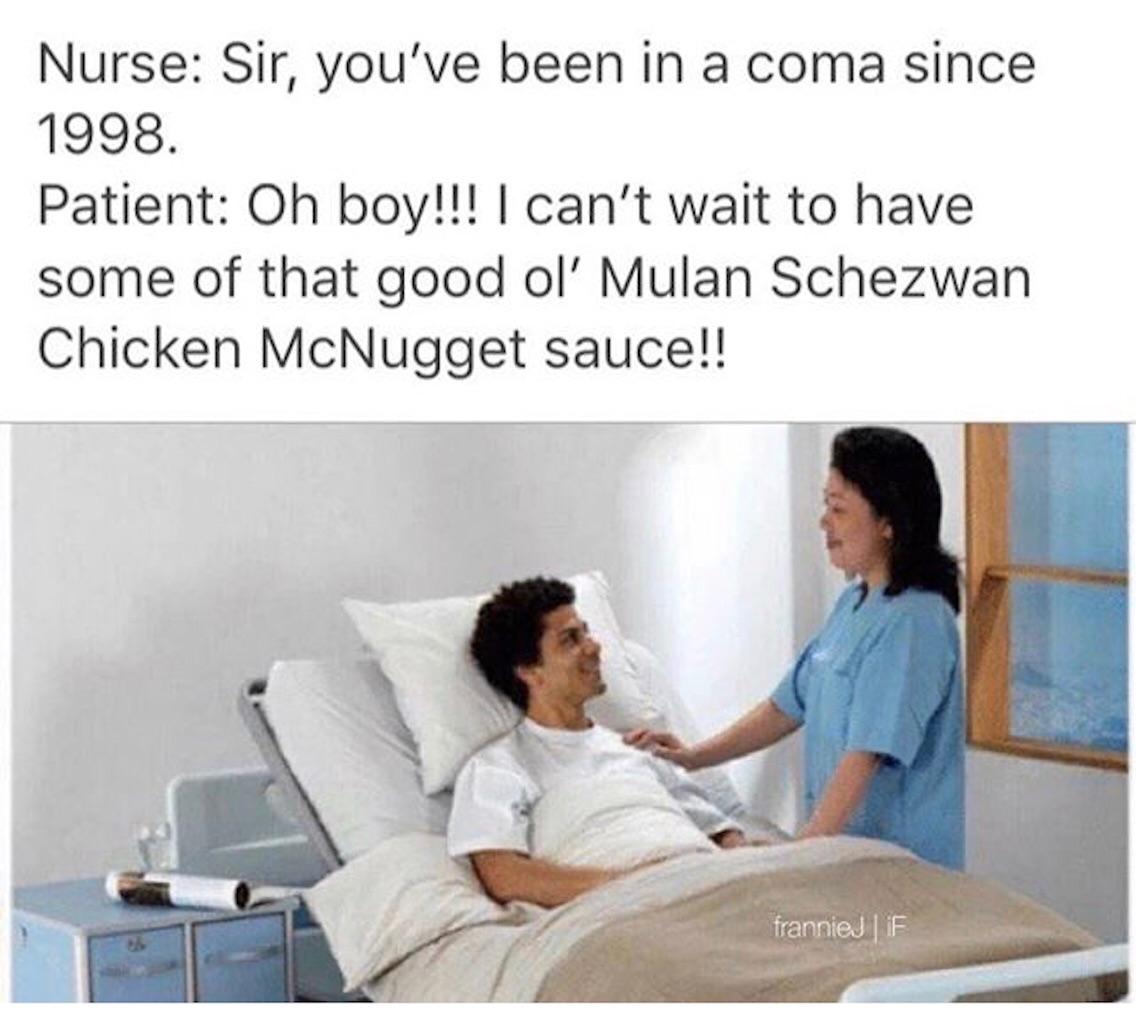 Nurse: Sir, you've been in a coma since
1998.
Patient: Oh boy!!! I can't wait to have
some of that good ol' Mulan Schezwan
Chicken McNugget sauce!!
frannieJ | iF